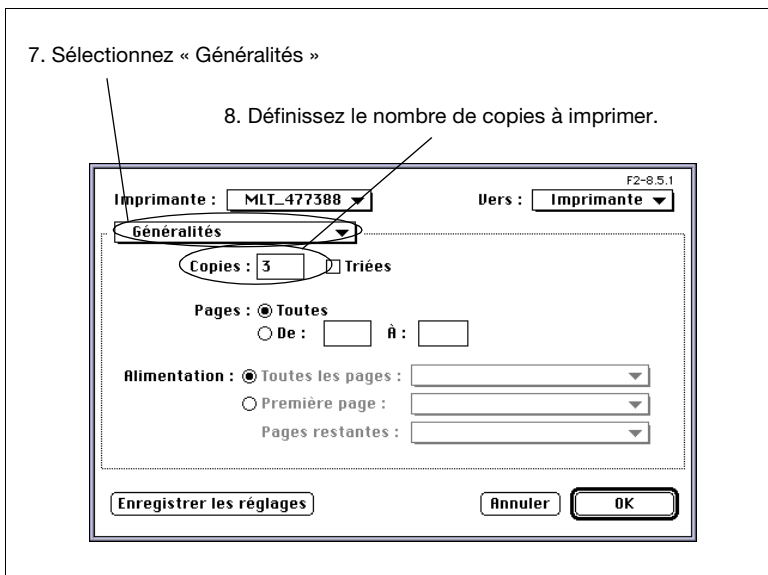 7. Sélectionnez « Généralités »
8. Définissez le nombre de copies à imprimer.
F2-8.5.1
Imprimante : MLT_477388 Vers : Imprimante
Généralités
Copies : 3 Triées
Pages : Toutes
De : À :
Alimentation : Toutes les pages :
Première page :
Pages restantes :
Enregistrer les réglages Annuler OK